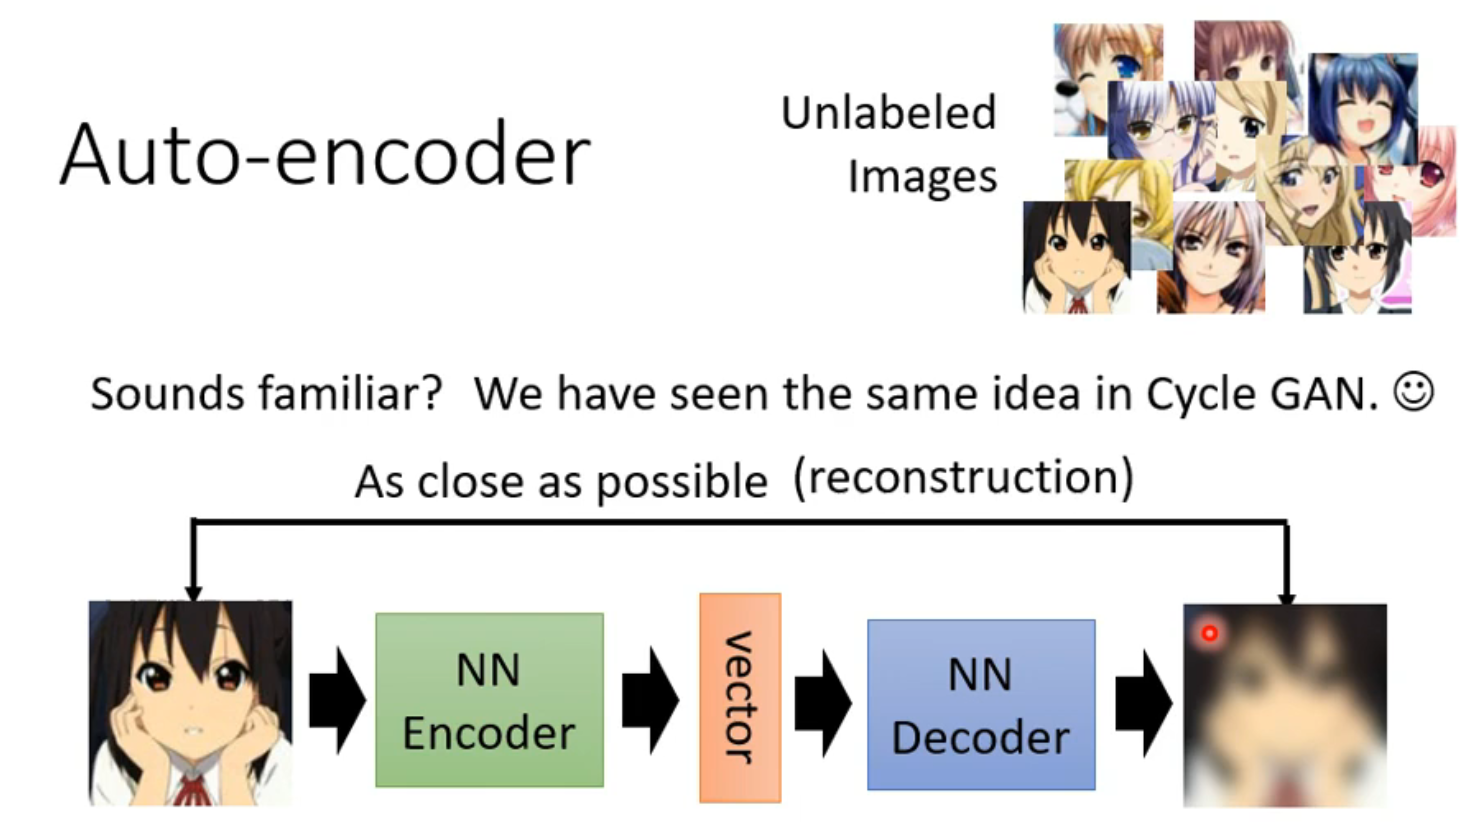 Auto-encoder
Unlabeled
Images
Sounds familiar? We have seen the same idea in Cycle GAN. ☺
As close as possible (reconstruction)
NN
Encoder
vector
NN
Decoder